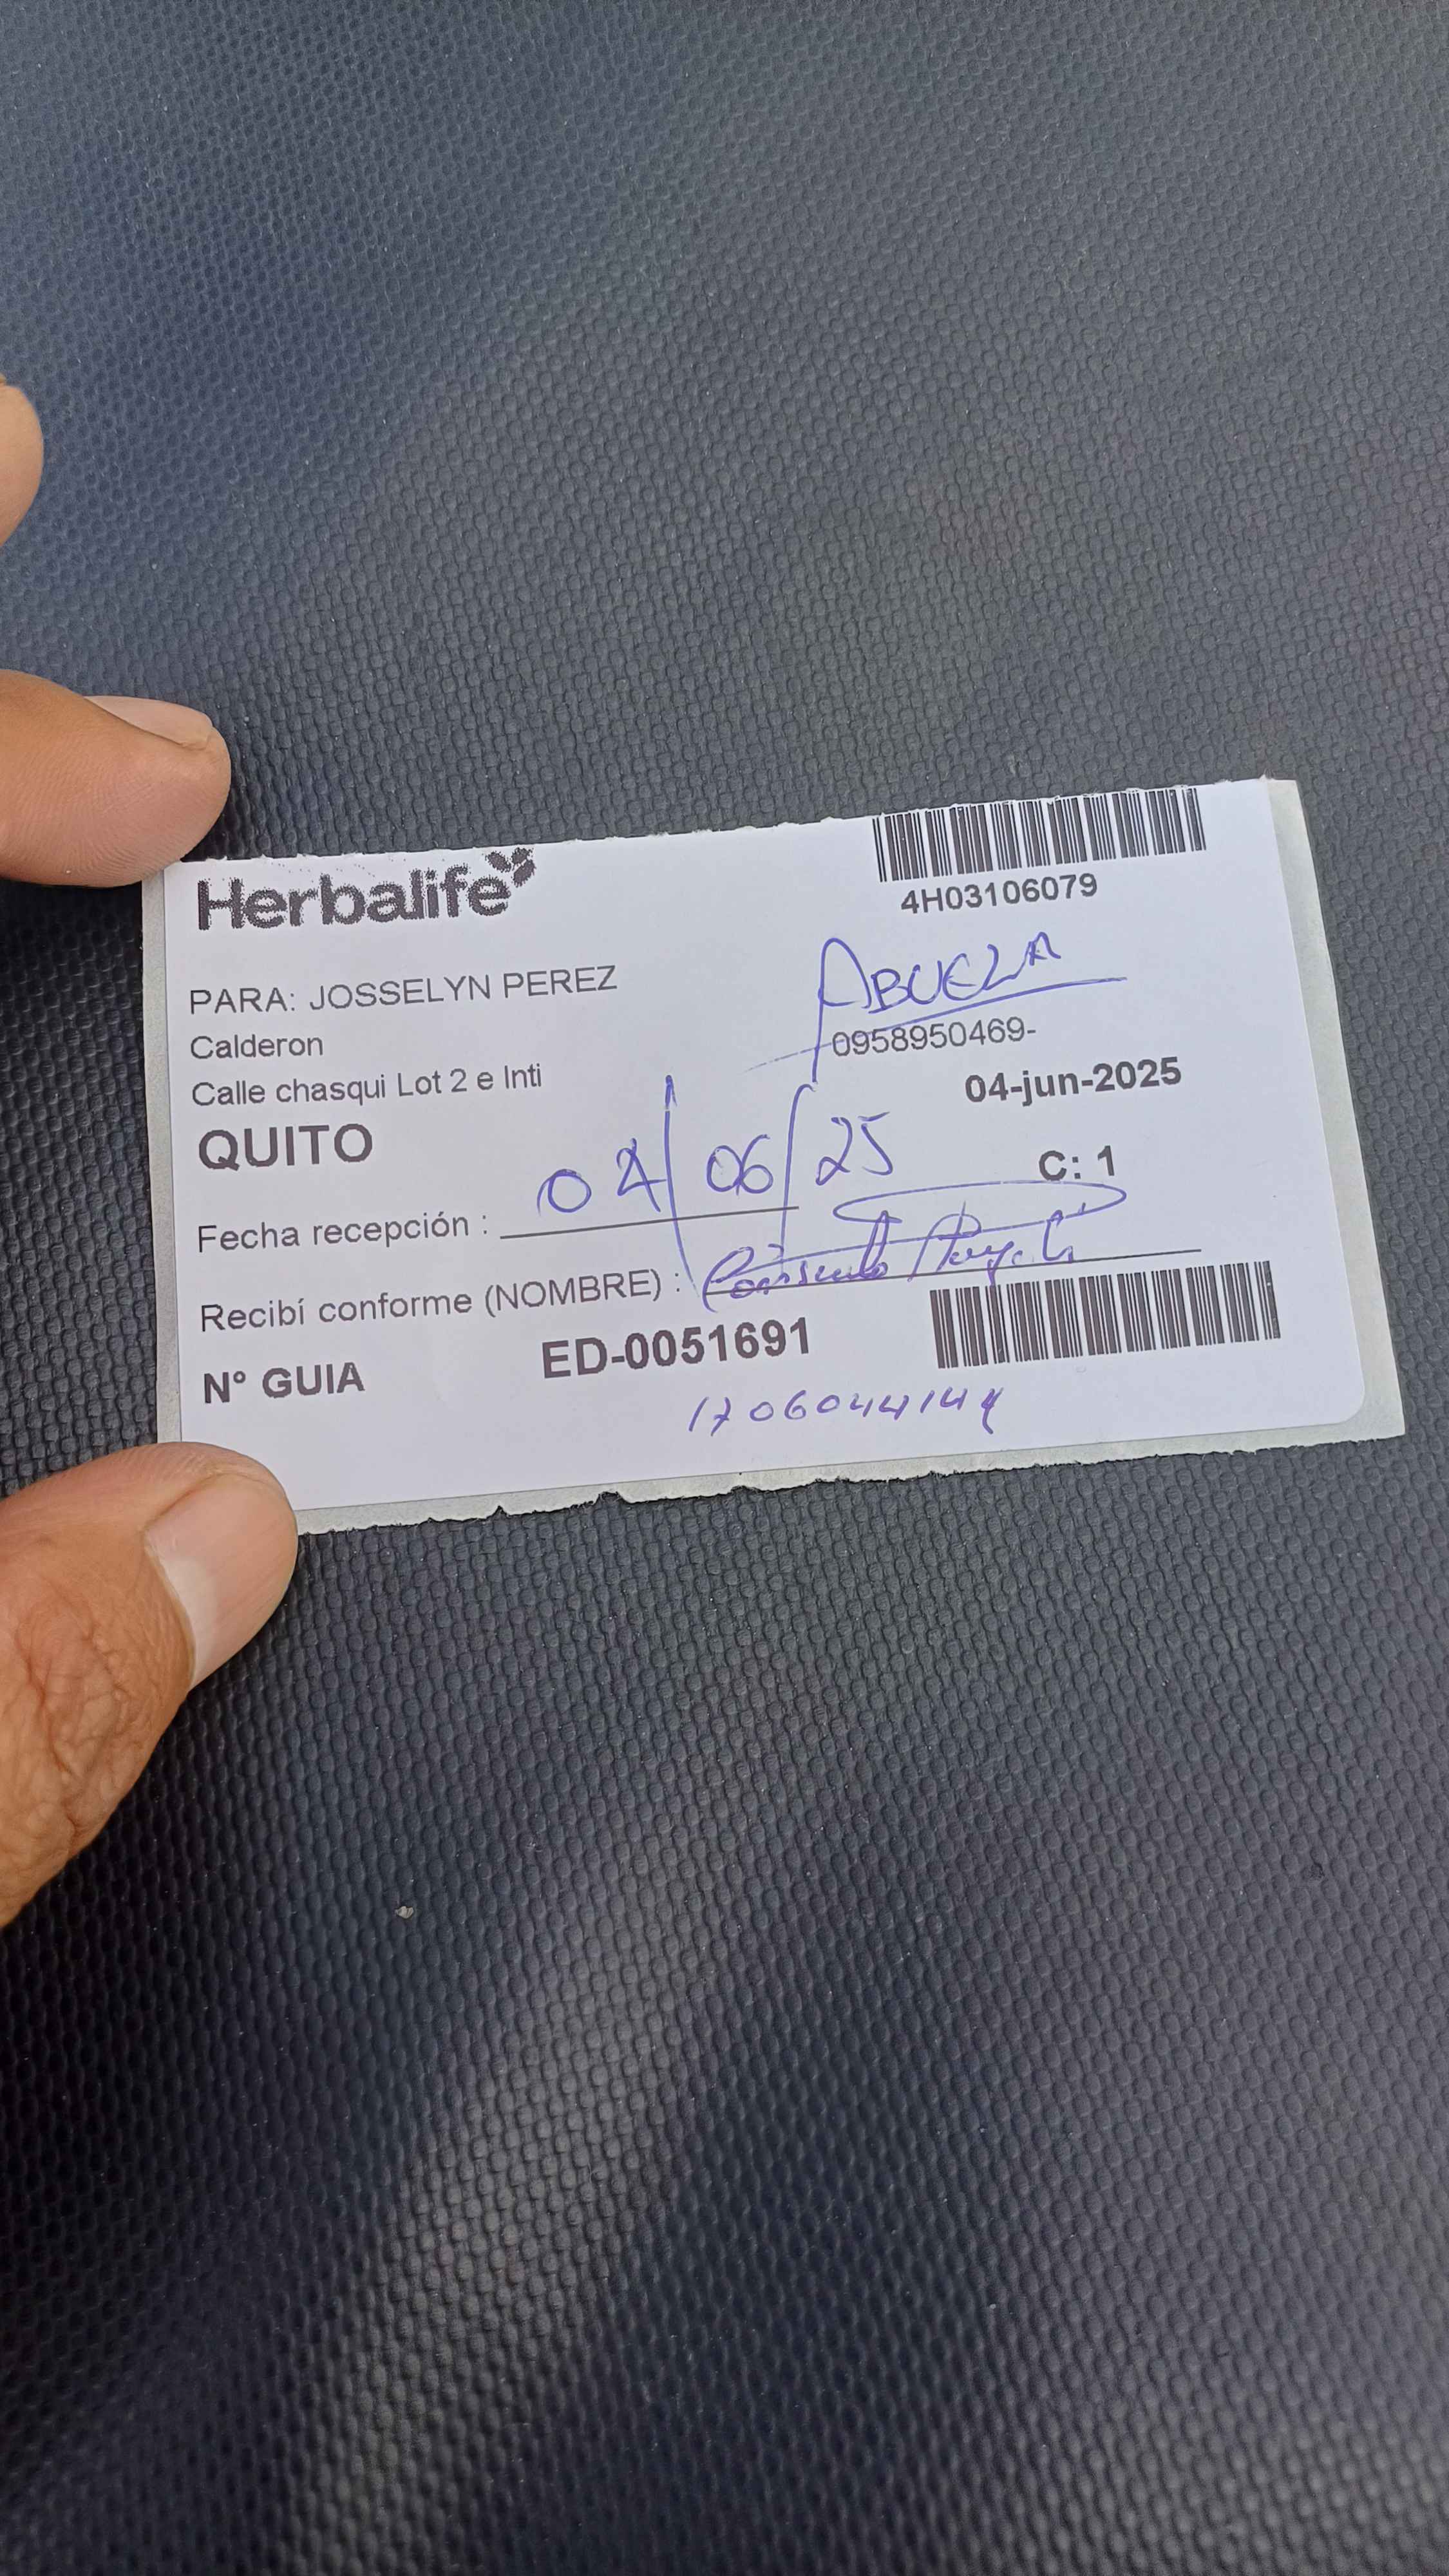 Herbalife
4H03106079
PARA: JOSSELYN PEREZ
ABUELA
Calderon
0958950469-
Calle chasqui Lot 2 e Inti
04-jun-2025
QUITO
C: 1
Fecha recepción : 04/06/25
Recibí conforme (NOMBRE) : Consuelo
N° GUIA ED-0051691
1706044144